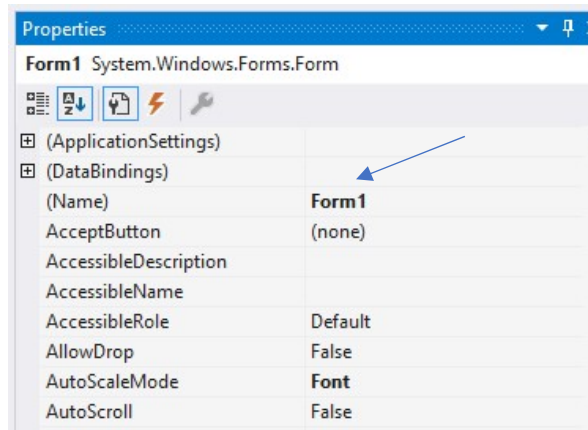 Properties
Form1 System.Windows.Forms.Form
(ApplicationSettings)
(DataBindings)
(Name) Form1
AcceptButton (none)
AccessibleDescription
AccessibleName
AccessibleRole Default
AllowDrop False
AutoScaleMode Font
AutoScroll False